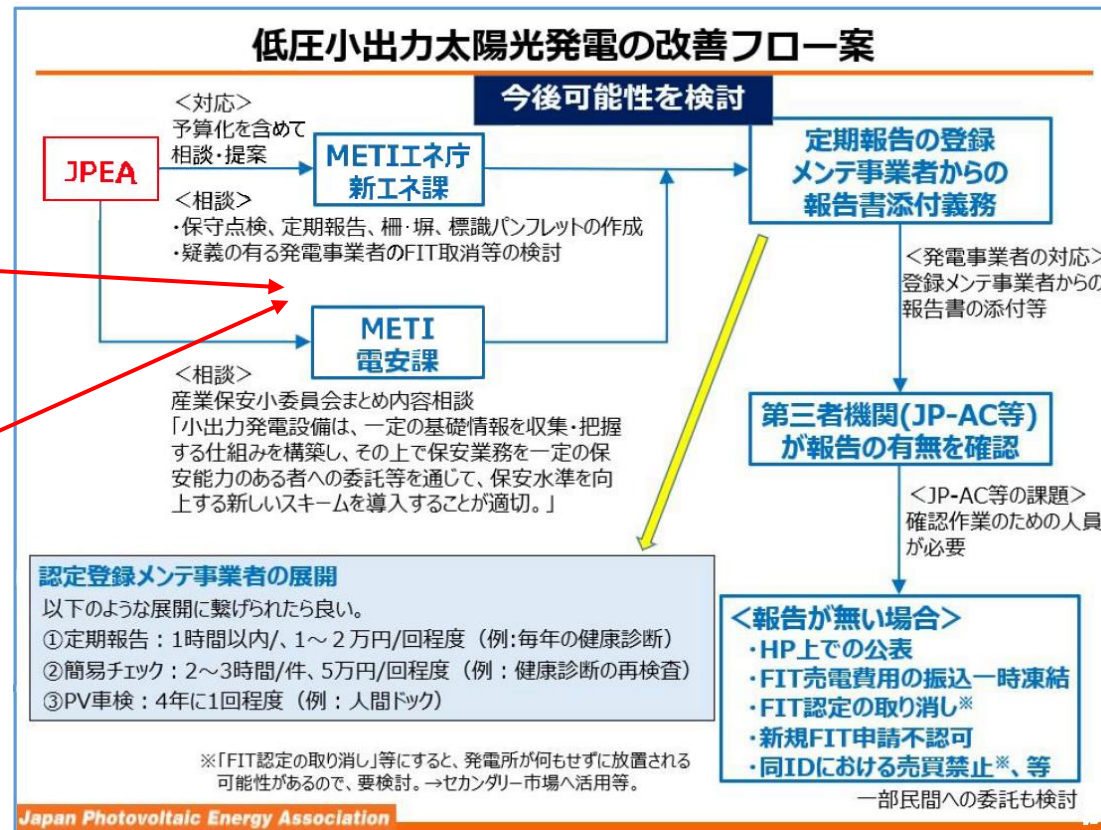 低圧小出力太陽光発電の改善フロー案
今後可能性を検討
JPEA
<対応>
予算化を含めて
相談・提案
METIエネ庁
新エネ課
<相談>
・保守点検、定期報告、柵・塀、標識パンフレットの作成
・疑義の有る発電事業者のFIT取消等の検討
METI
電安課
<相談>
産業保安小委員会まとめ内容相談
「小出力発電設備は、一定の基礎情報を収集・把握
する仕組みを構築し、その上で保安業務を一定の保
安能力のある者への委託等を通じて、保安水準を向
上する新しいスキームを導入することが適切。」
定期報告の登録
メンテ事業者からの
報告書添付義務
<発電事業者の対応>
登録メンテ事業者からの
報告書の添付等
第三者機関(JP-AC等)
が報告の有無を確認
<JP-AC等の課題>
確認作業のための人員
が必要
<報告が無い場合>
・HP上での公表
・FIT売電費用の振込一時凍結
・FIT認定の取り消し※
・新規FIT申請不認可
・同IDにおける売買禁止※、等
一部民間への委託も検討
認定登録メンテ事業者の展開
以下のような展開に繋げられたら良い。
①定期報告：1時間以内/、1～２万円/回程度（例:毎年の健康診断）
②簡易チェック：2～3時間/件、5万円/回程度（例：健康診断の再検査）
③PV車検：4年に1回程度（例：人間ドック）
※「FIT認定の取り消し」等にすると、発電所が何もせずに放置される
可能性があるので、要検討。→セカンダリー市場へ活用等。
Japan Photovoltaic Energy Association